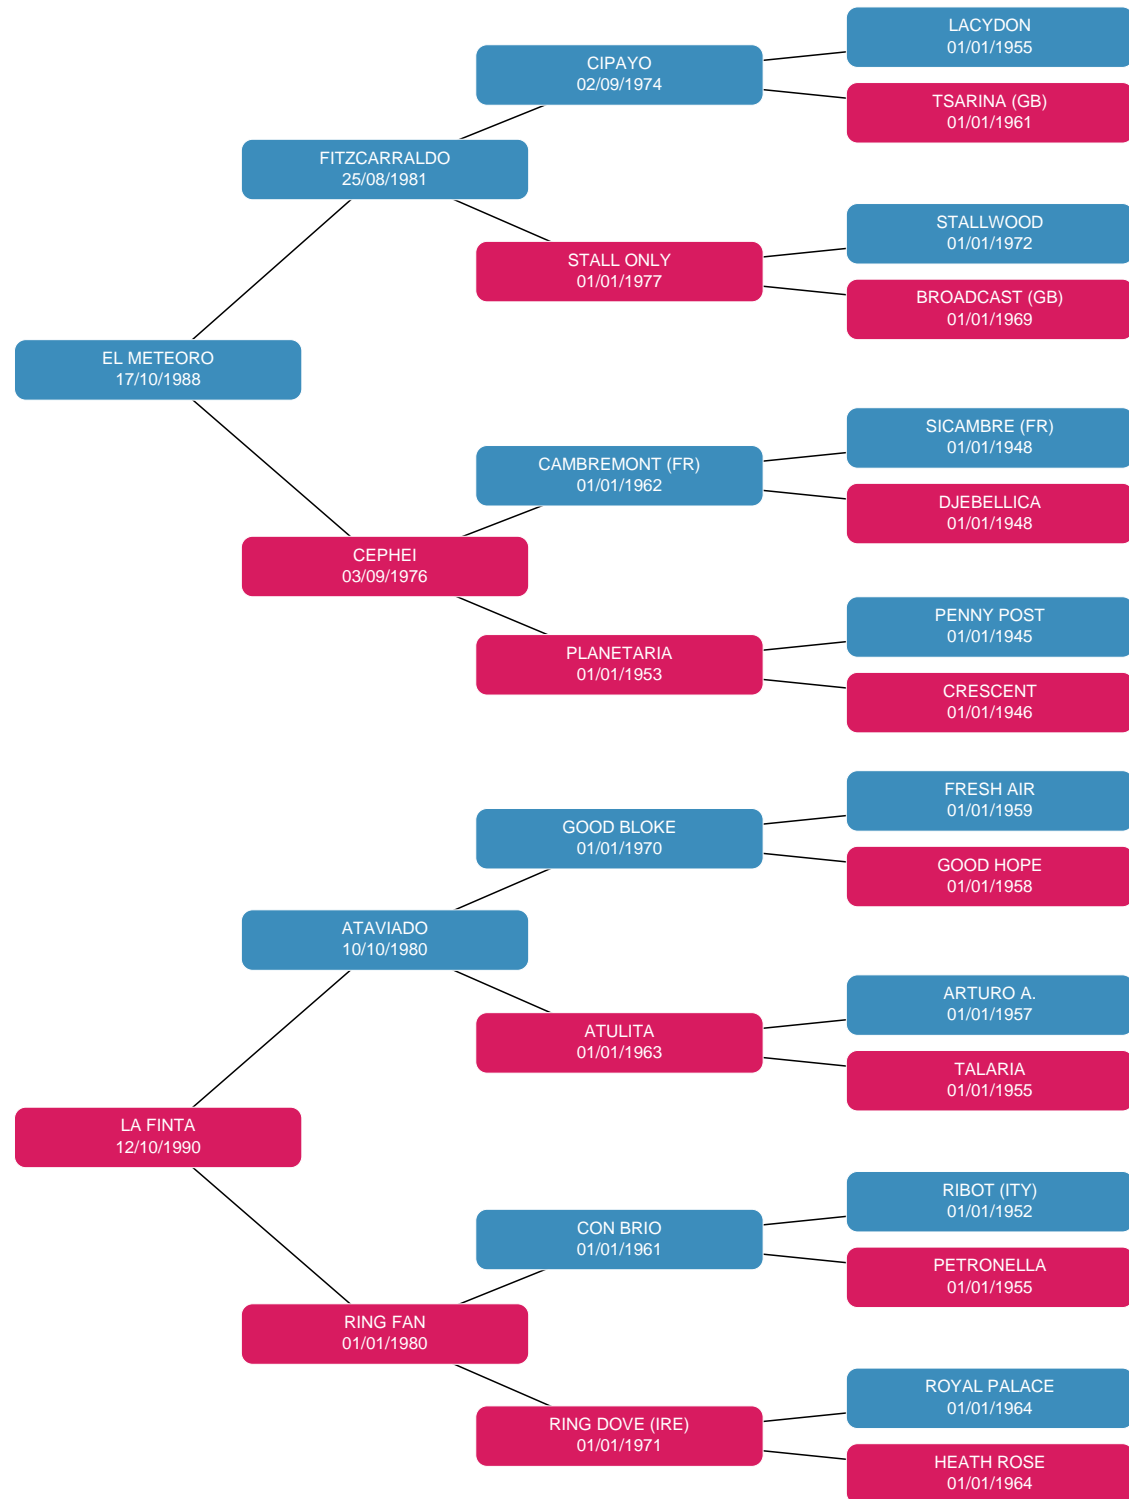 LACYDON
01/01/1955
CIPAYO
02/09/1974
TSARINA (GB)
01/01/1961
FITZCARRALDO
25/08/1981
STALLWOOD
01/01/1972
STALL ONLY
01/01/1977
BROADCAST (GB)
01/01/1969
EL METEORO
17/10/1988
SICAMBRE (FR)
01/01/1948
CAMBREMONT (FR)
01/01/1962
DJEBELLICA
01/01/1948
CEPHEI
03/09/1976
PENNY POST
01/01/1945
PLANETARIA
01/01/1953
CRESCENT
01/01/1946
FRESH AIR
01/01/1959
GOOD BLOKE
01/01/1970
GOOD HOPE
01/01/1958
ATAVIADO
10/10/1980
ARTURO A.
01/01/1957
ATULITA
01/01/1963
TALARIA
01/01/1955
LA FINTA
12/10/1990
RIBOT (ITY)
01/01/1952
CON BRIO
01/01/1961
PETRONELLA
01/01/1955
RING FAN
01/01/1980
ROYAL PALACE
01/01/1964
RING DOVE (IRE)
01/01/1971
HEATH ROSE
01/01/1964